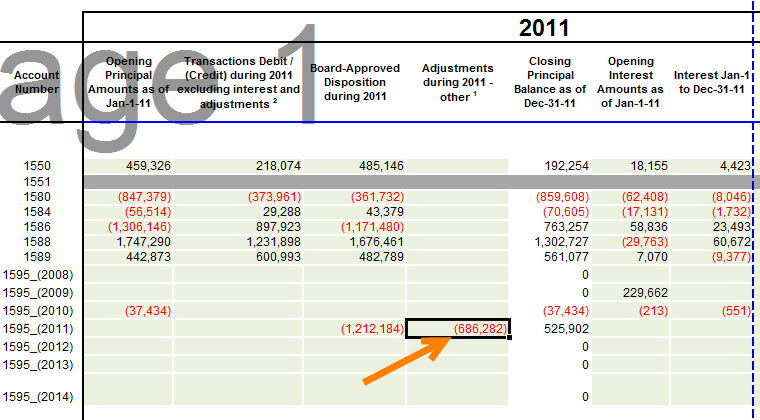 age 1
2011
Account Number
Opening Principal Amounts as of Jan-1-11
Transactions Debit / (Credit) during 2011 excluding interest and adjustments 2
Board-Approved Disposition during 2011
Adjustments during 2011 - other 1
Closing Principal Balance as of Dec-31-11
Opening Interest Amounts as of Jan-1-11
Interest Jan-1 to Dec-31-11
1550 459,326 218,074 485,146 192,254 18,155 4,423
1551
1580 (847,379) (373,961) (361,732) (859,608) (62,408) (8,046)
1584 (56,514) 29,288 43,379 (70,605) (17,131) (1,732)
1586 (1,306,146) 897,923 (1,171,480) 763,257 58,836 23,493
1588 1,747,290 1,231,898 1,676,461 1,302,727 (29,763) 60,672
1589 442,873 600,993 482,789 561,077 7,070 (9,377)
1595_(2008) 0
1595_(2009) 0 229,662
1595_(2010) (37,434) (37,434) (213) (551)
1595_(2011) (1,212,184) (686,282) 525,902
1595_(2012) 0
1595_(2013) 0
1595_(2014) 0